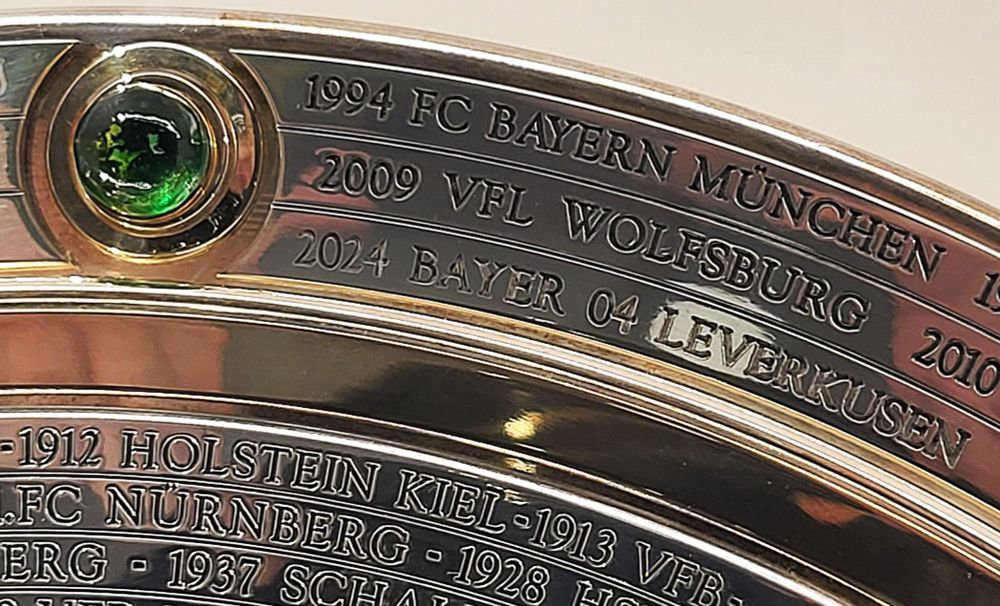 1994 FC BAYERN MÜNCHEN
2009 VFL WOLFSBURG 2010
2024 BAYER 04 LEVERKUSEN
-1912 HOLSTEIN KIEL-1913 VFB-
.FC NÜRNBERG - 1928
ERG - 1937